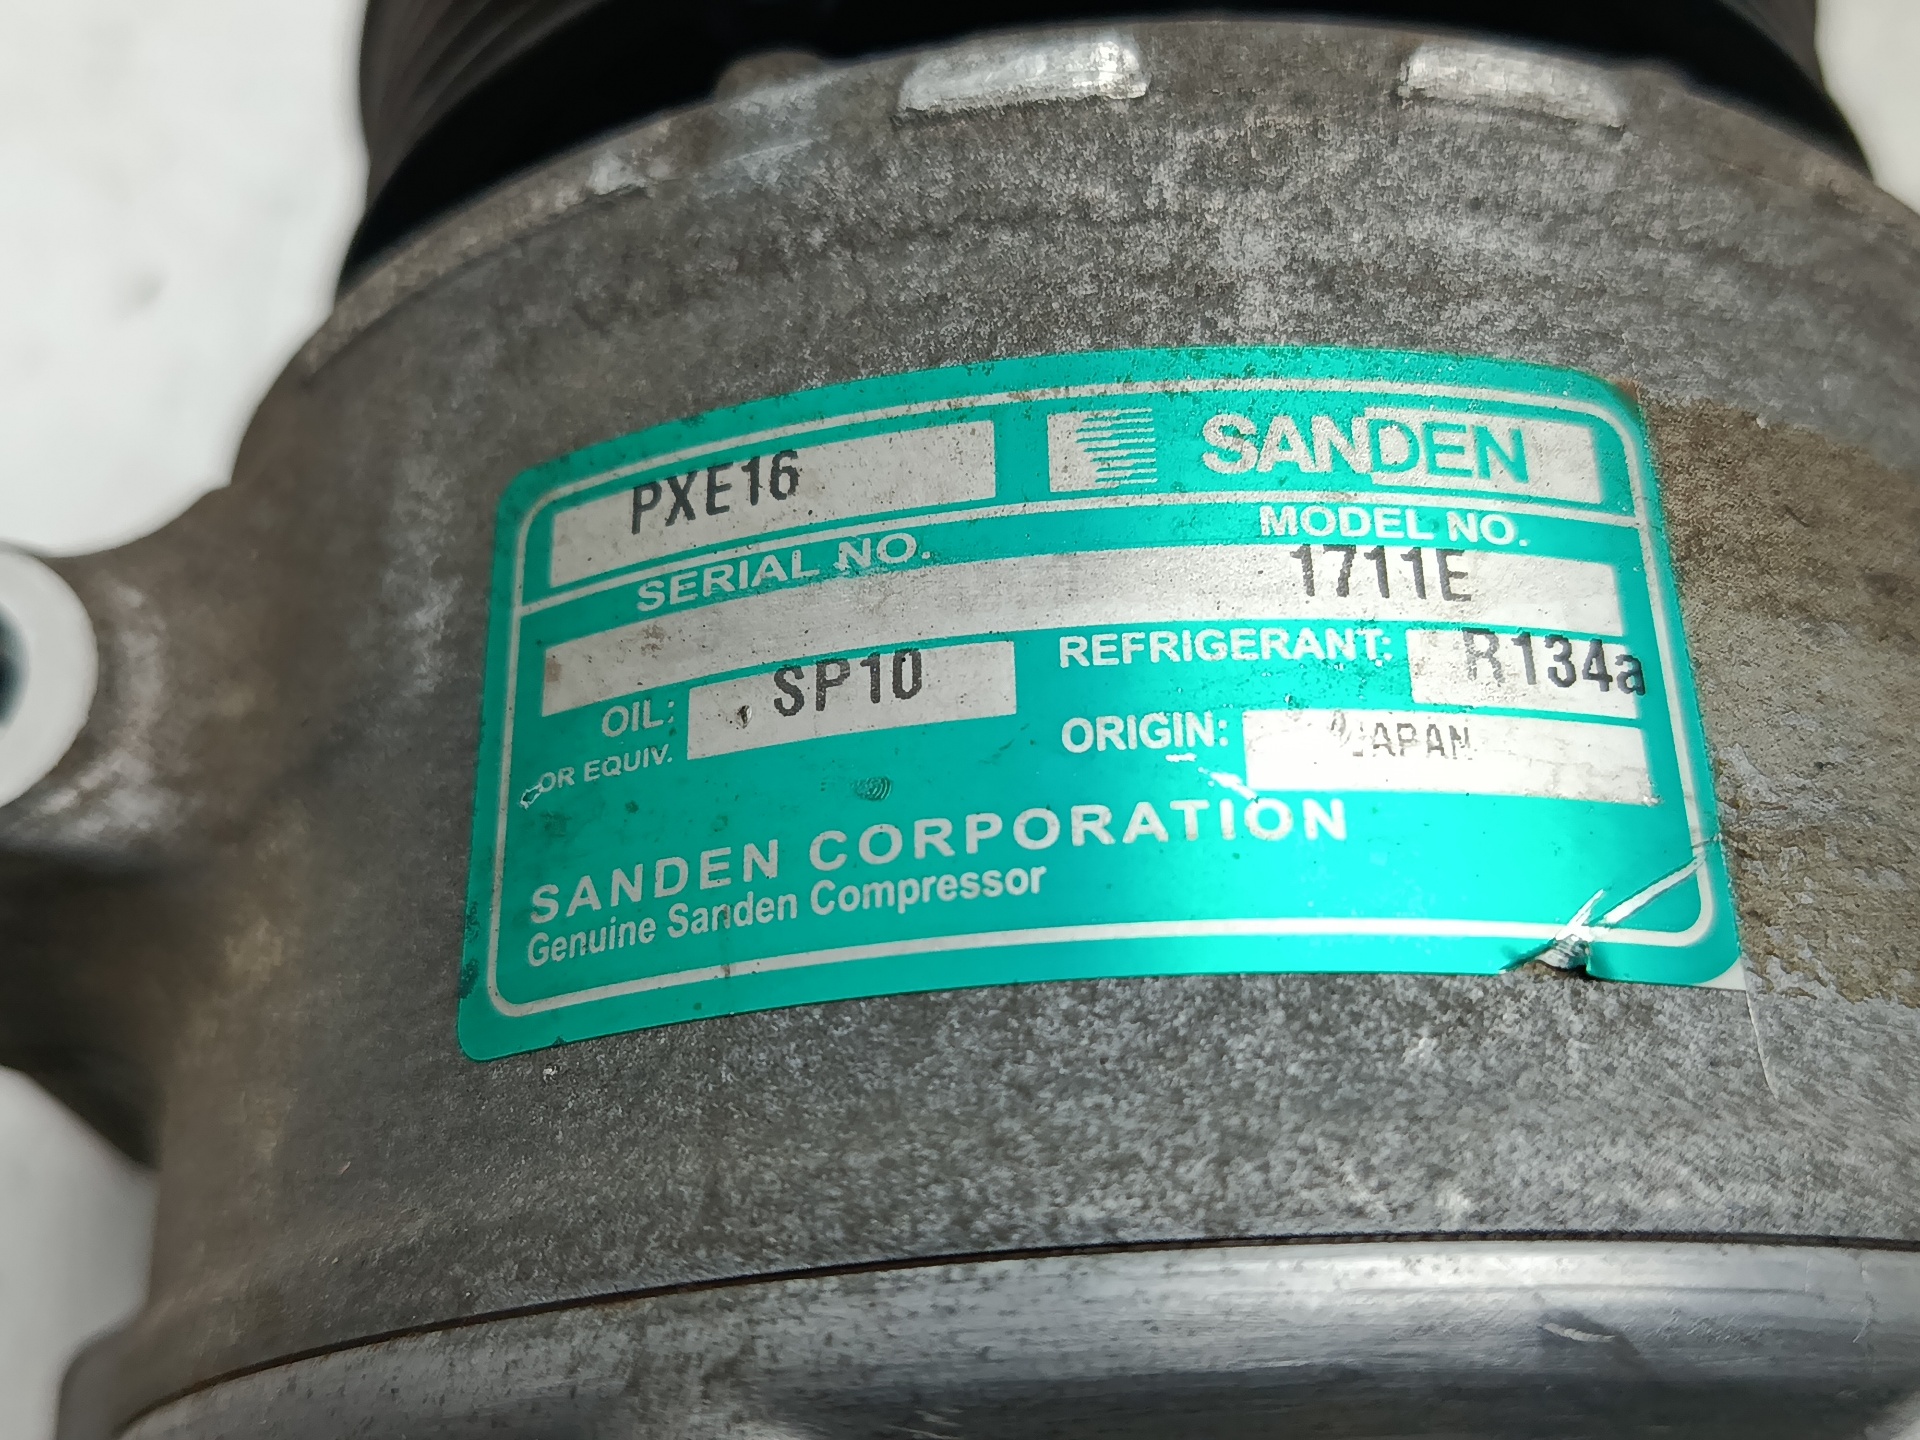 PXE16 SANDEN
SERIAL NO. MODEL NO.
1711E
OIL: SP10 REFRIGERANT: R134a
OR EQUIV. ORIGIN: JAPAN
SANDEN CORPORATION
Genuine Sanden Compressor